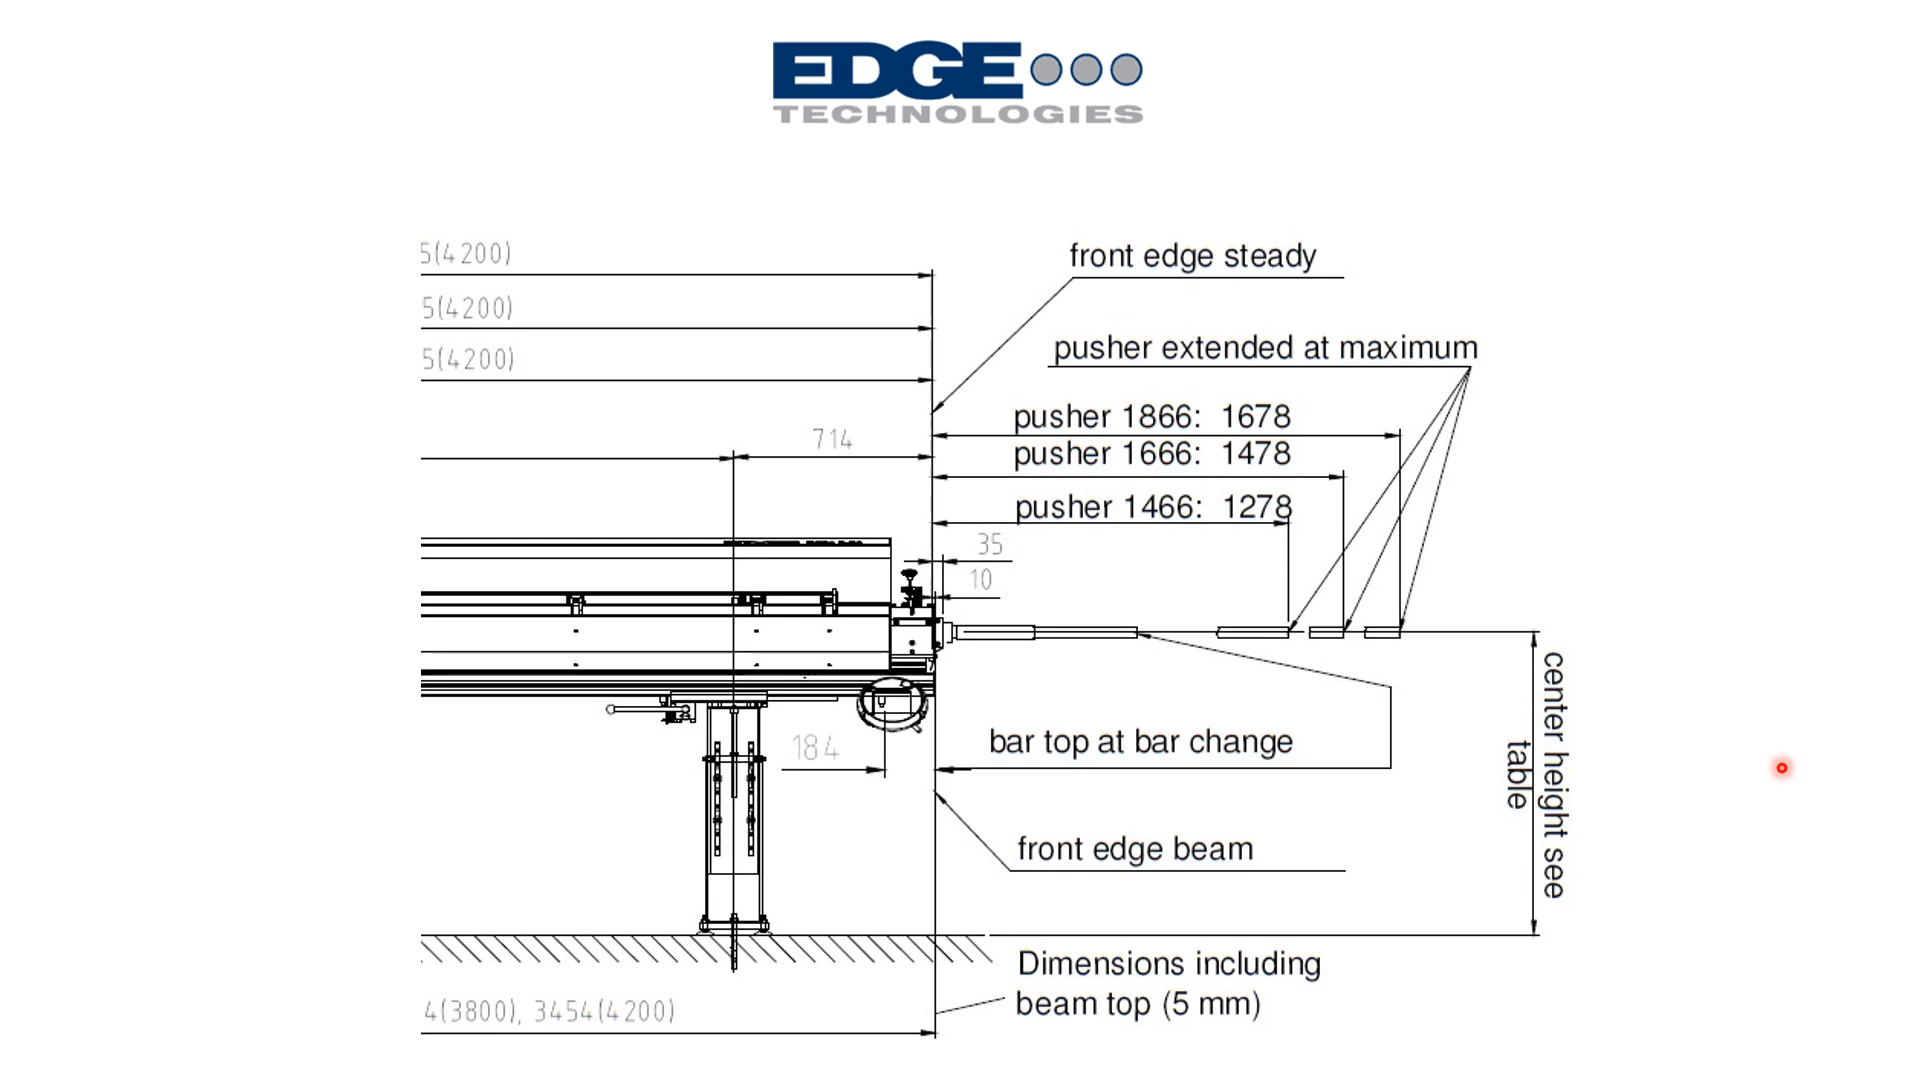 EDGE
TECHNOLOGIES
5(4200)
front edge steady
5(4200)
pusher extended at maximum
5(4200)
pusher 1866: 1678
714
pusher 1666: 1478
pusher 1466: 1278
35
10
center height see
table
184
bar top at bar change
front edge beam
Dimensions including
beam top (5 mm)
4(3800), 3454(4200)